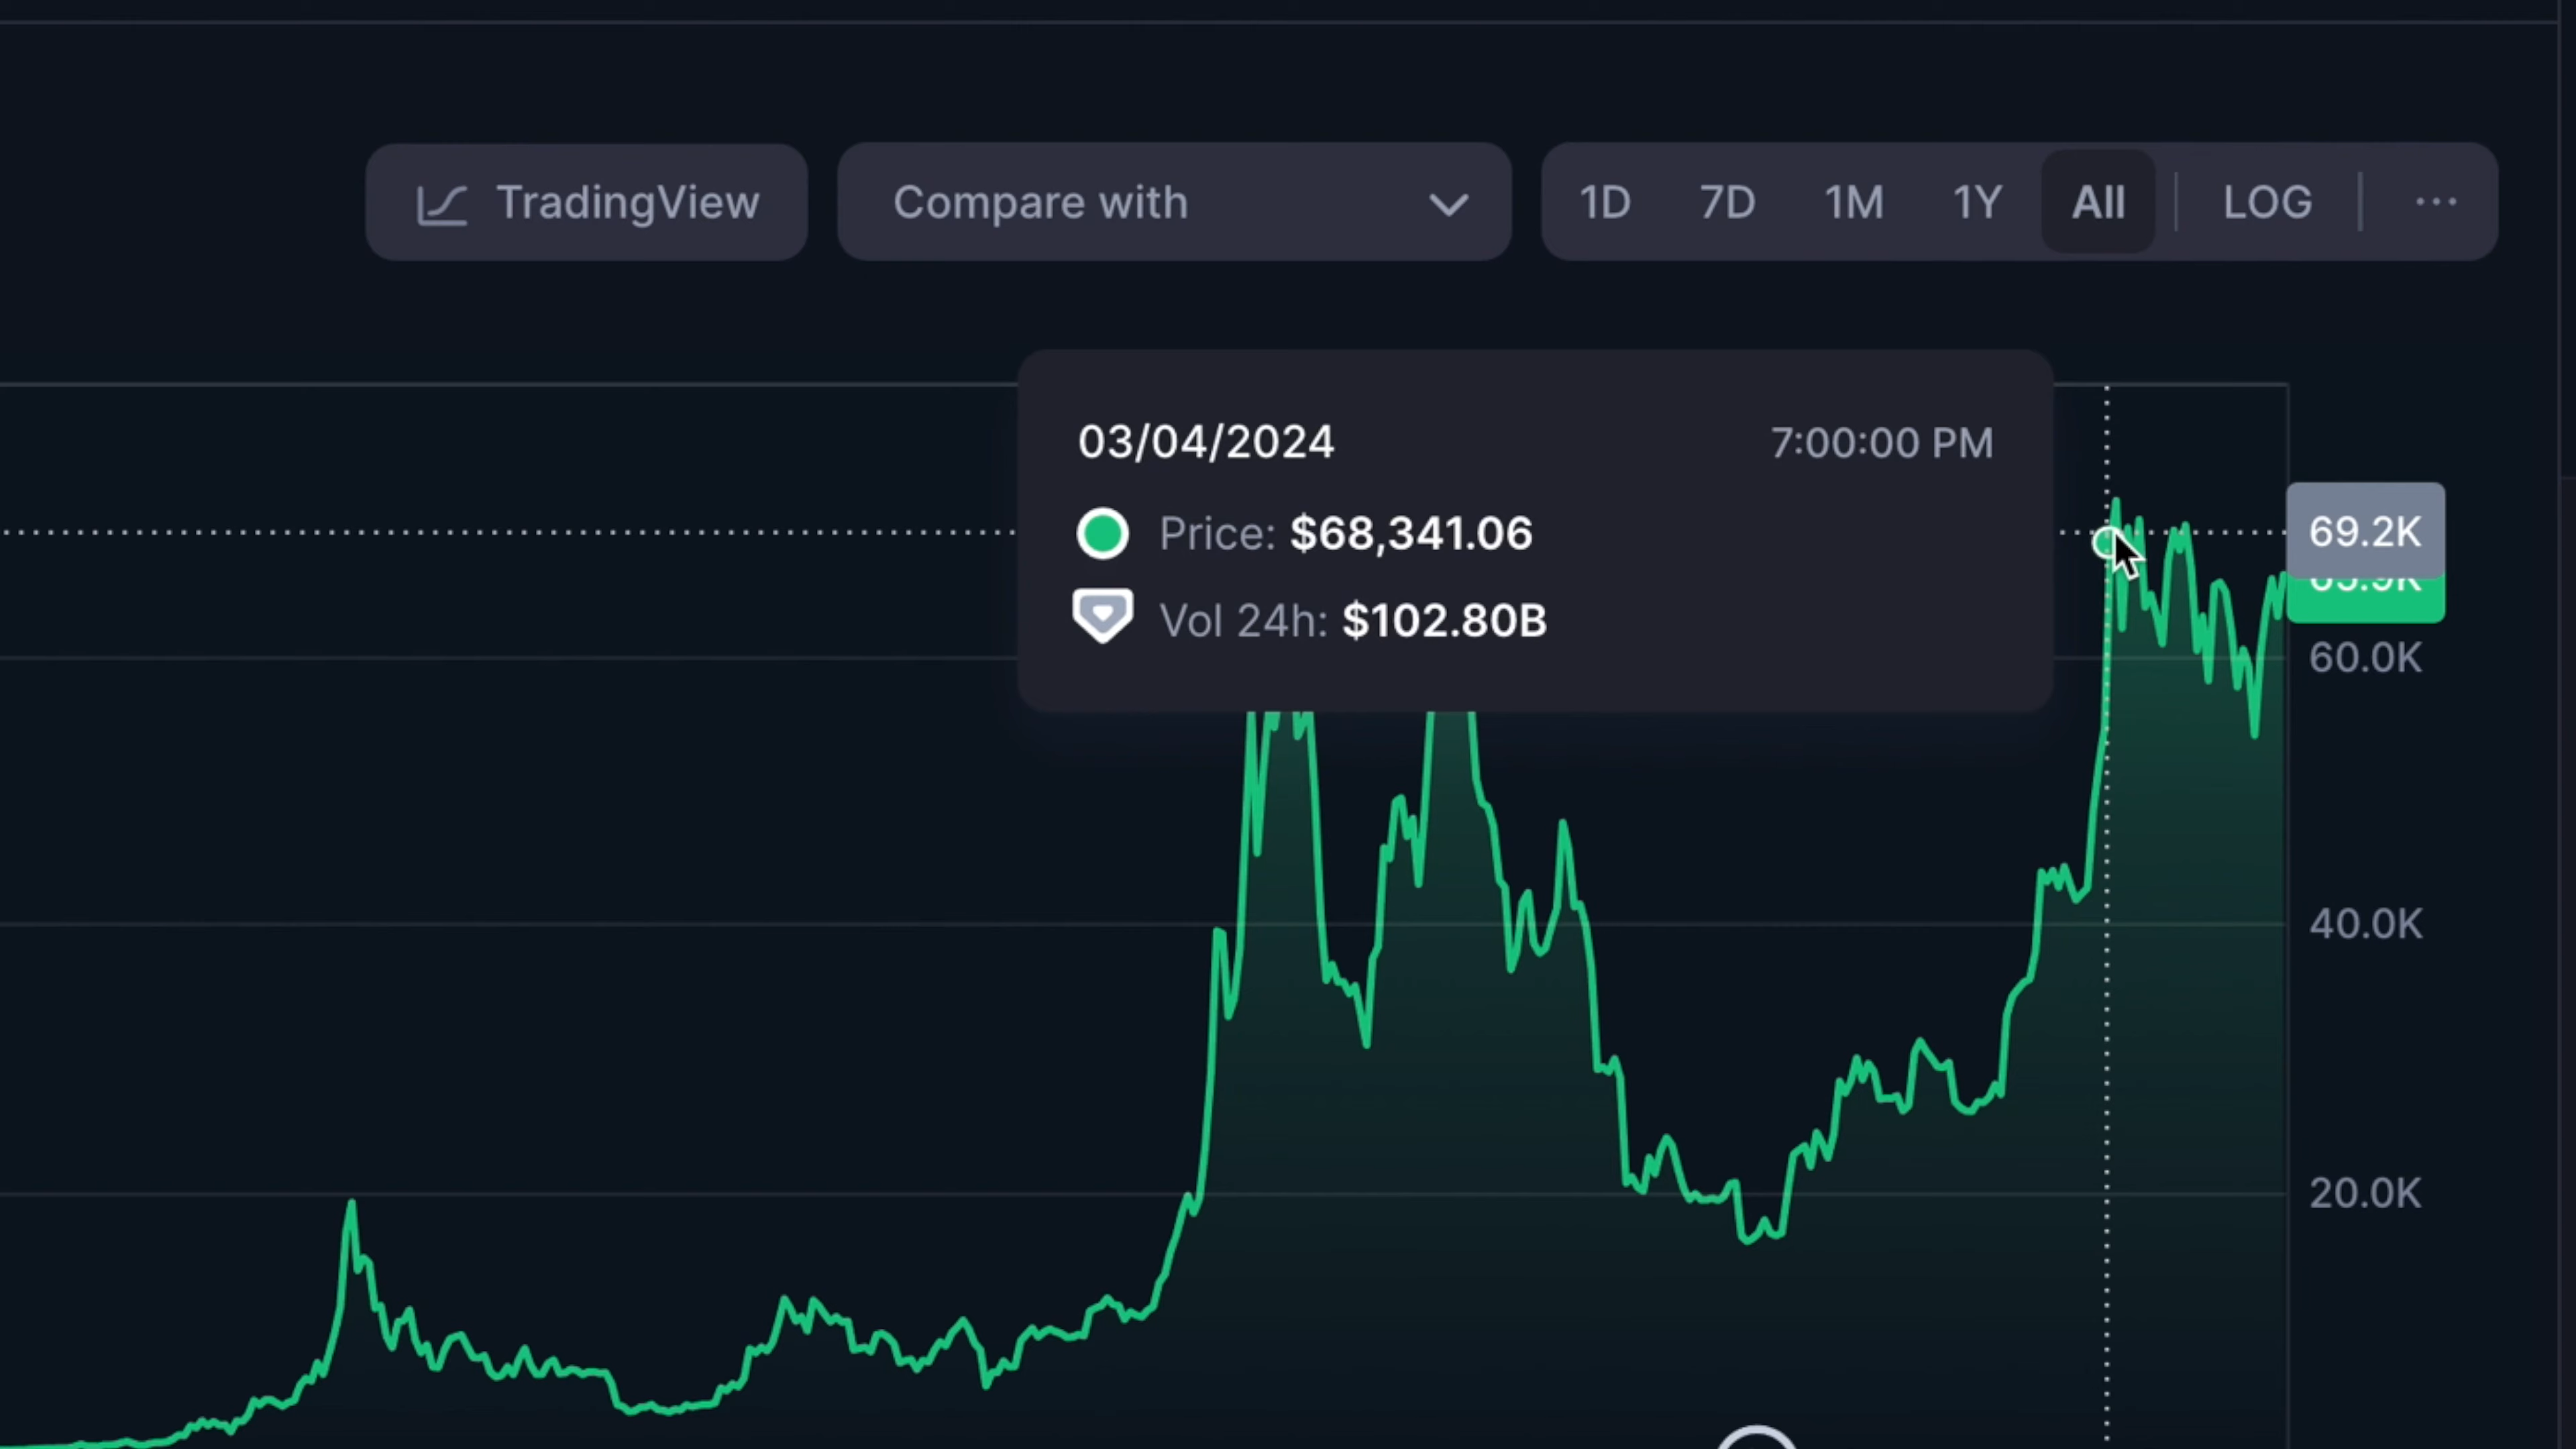 TradingView
Compare with
1D 7D 1M 1Y All LOG ...
03/04/2024 7:00:00 PM
Price: $68,341.06
Vol 24h: $102.80B
69.2K
60.0K
40.0K
20.0K